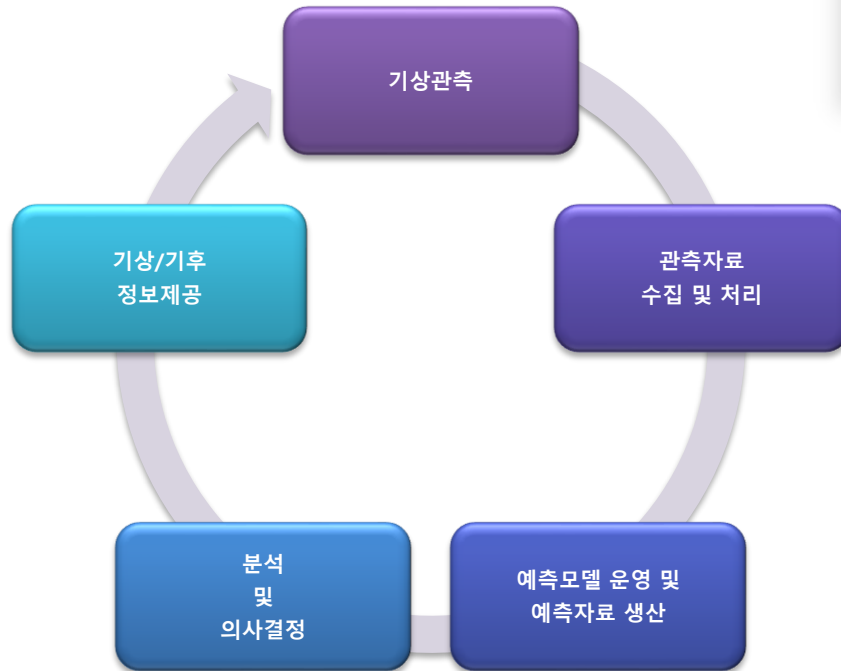 기상관측
관측자료
수집 및 처리
예측모델 운영 및
예측자료 생산
분석
및
의사결정
기상/기후
정보제공